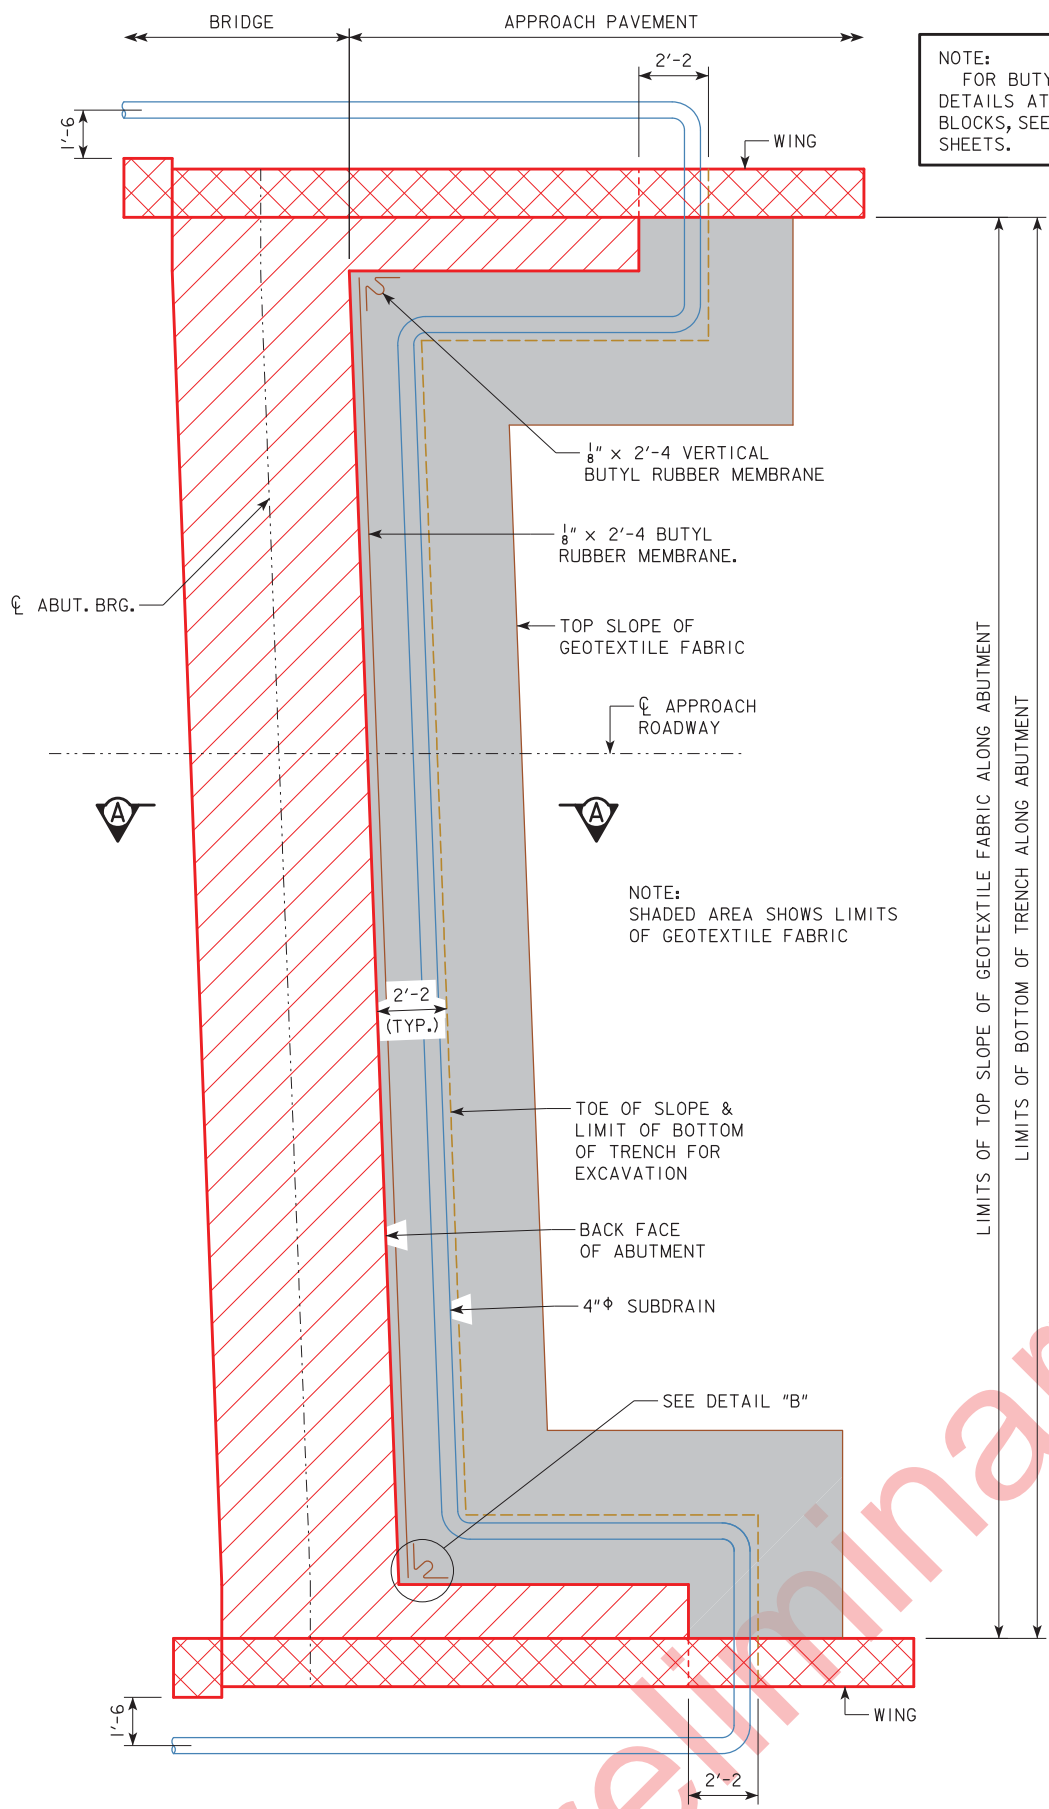 BRIDGE
APPROACH PAVEMENT
2'-2
NOTE:
FOR BUTY
DETAILS AT
BLOCKS, SEE
SHEETS.
1'-6
WING
⅛" × 2'-4 VERTICAL
BUTYL RUBBER MEMBRANE
⅛" × 2'-4 BUTYL
RUBBER MEMBRANE.
℄ ABUT. BRG.
TOP SLOPE OF
GEOTEXTILE FABRIC
℄ APPROACH
ROADWAY
A
A
NOTE:
SHADED AREA SHOWS LIMITS
OF GEOTEXTILE FABRIC
LIMITS OF TOP SLOPE OF GEOTEXTILE FABRIC ALONG ABUTMENT
LIMITS OF BOTTOM OF TRENCH ALONG ABUTMENT
2'-2
(TYP.)
TOE OF SLOPE &
LIMIT OF BOTTOM
OF TRENCH FOR
EXCAVATION
BACK FACE
OF ABUTMENT
4"ϕ SUBDRAIN
SEE DETAIL "B"
1'-6
WING
2'-2
reliminar